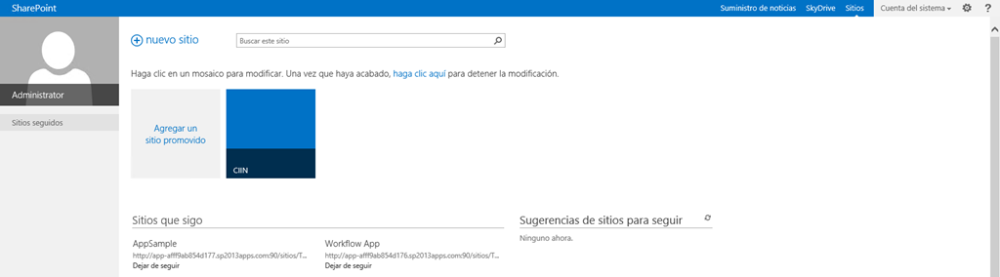 SharePoint
Suministro de noticias SkyDrive Sitios Cuenta del sistema ?
nuevo sitio
Buscar este sitio
Haga clic en un mosaico para modificar. Una vez que haya acabado, haga clic aquí para detener la modificación.
Administrator
Sitios seguidos
Agregar un
sitio promovido
CIIN
Sitios que sigo
AppSample
http://app-afff9ab854d177.sp2013apps.com:90/sitios/T...
Dejar de seguir
Workflow App
http://app-afff9ab854d176.sp2013apps.com:90/sitios/T...
Dejar de seguir
Sugerencias de sitios para seguir
Ninguno ahora.